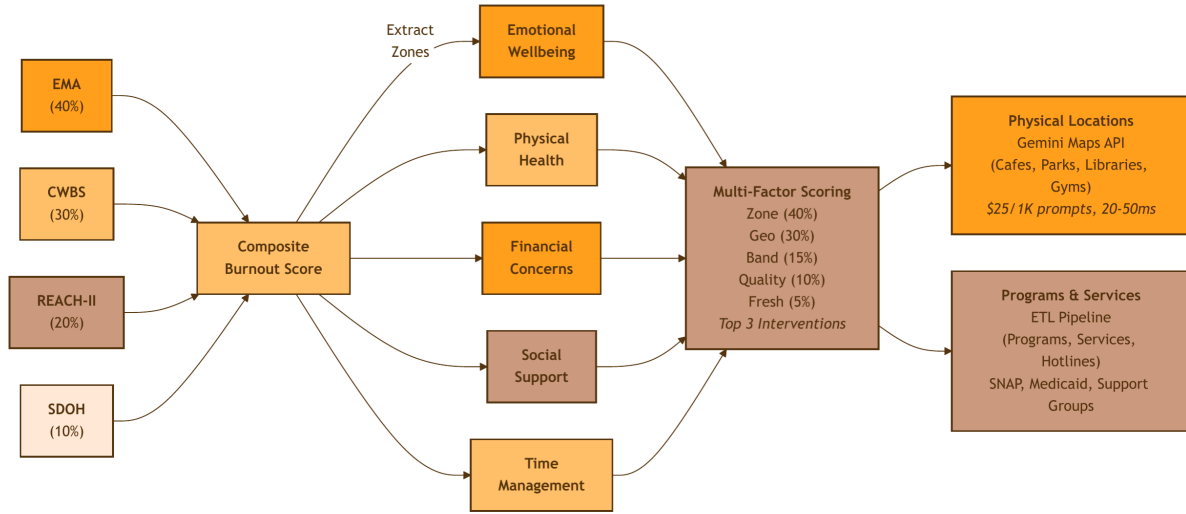 EMA
(40%)
CWBS
(30%)
REACH-II
(20%)
SDOH
(10%)
Composite
Burnout Score
Extract
Zones
Emotional
Wellbeing
Physical
Health
Financial
Concerns
Social
Support
Time
Management
Multi-Factor Scoring
Zone (40%)
Geo (30%)
Band (15%)
Quality (10%)
Fresh (5%)
Top 3 Interventions
Physical Locations
Gemini Maps API
(Cafes, Parks, Libraries,
Gyms)
$25/1K prompts, 20-50ms
Programs & Services
ETL Pipeline
(Programs, Services,
Hotlines)
SNAP, Medicaid, Support
Groups